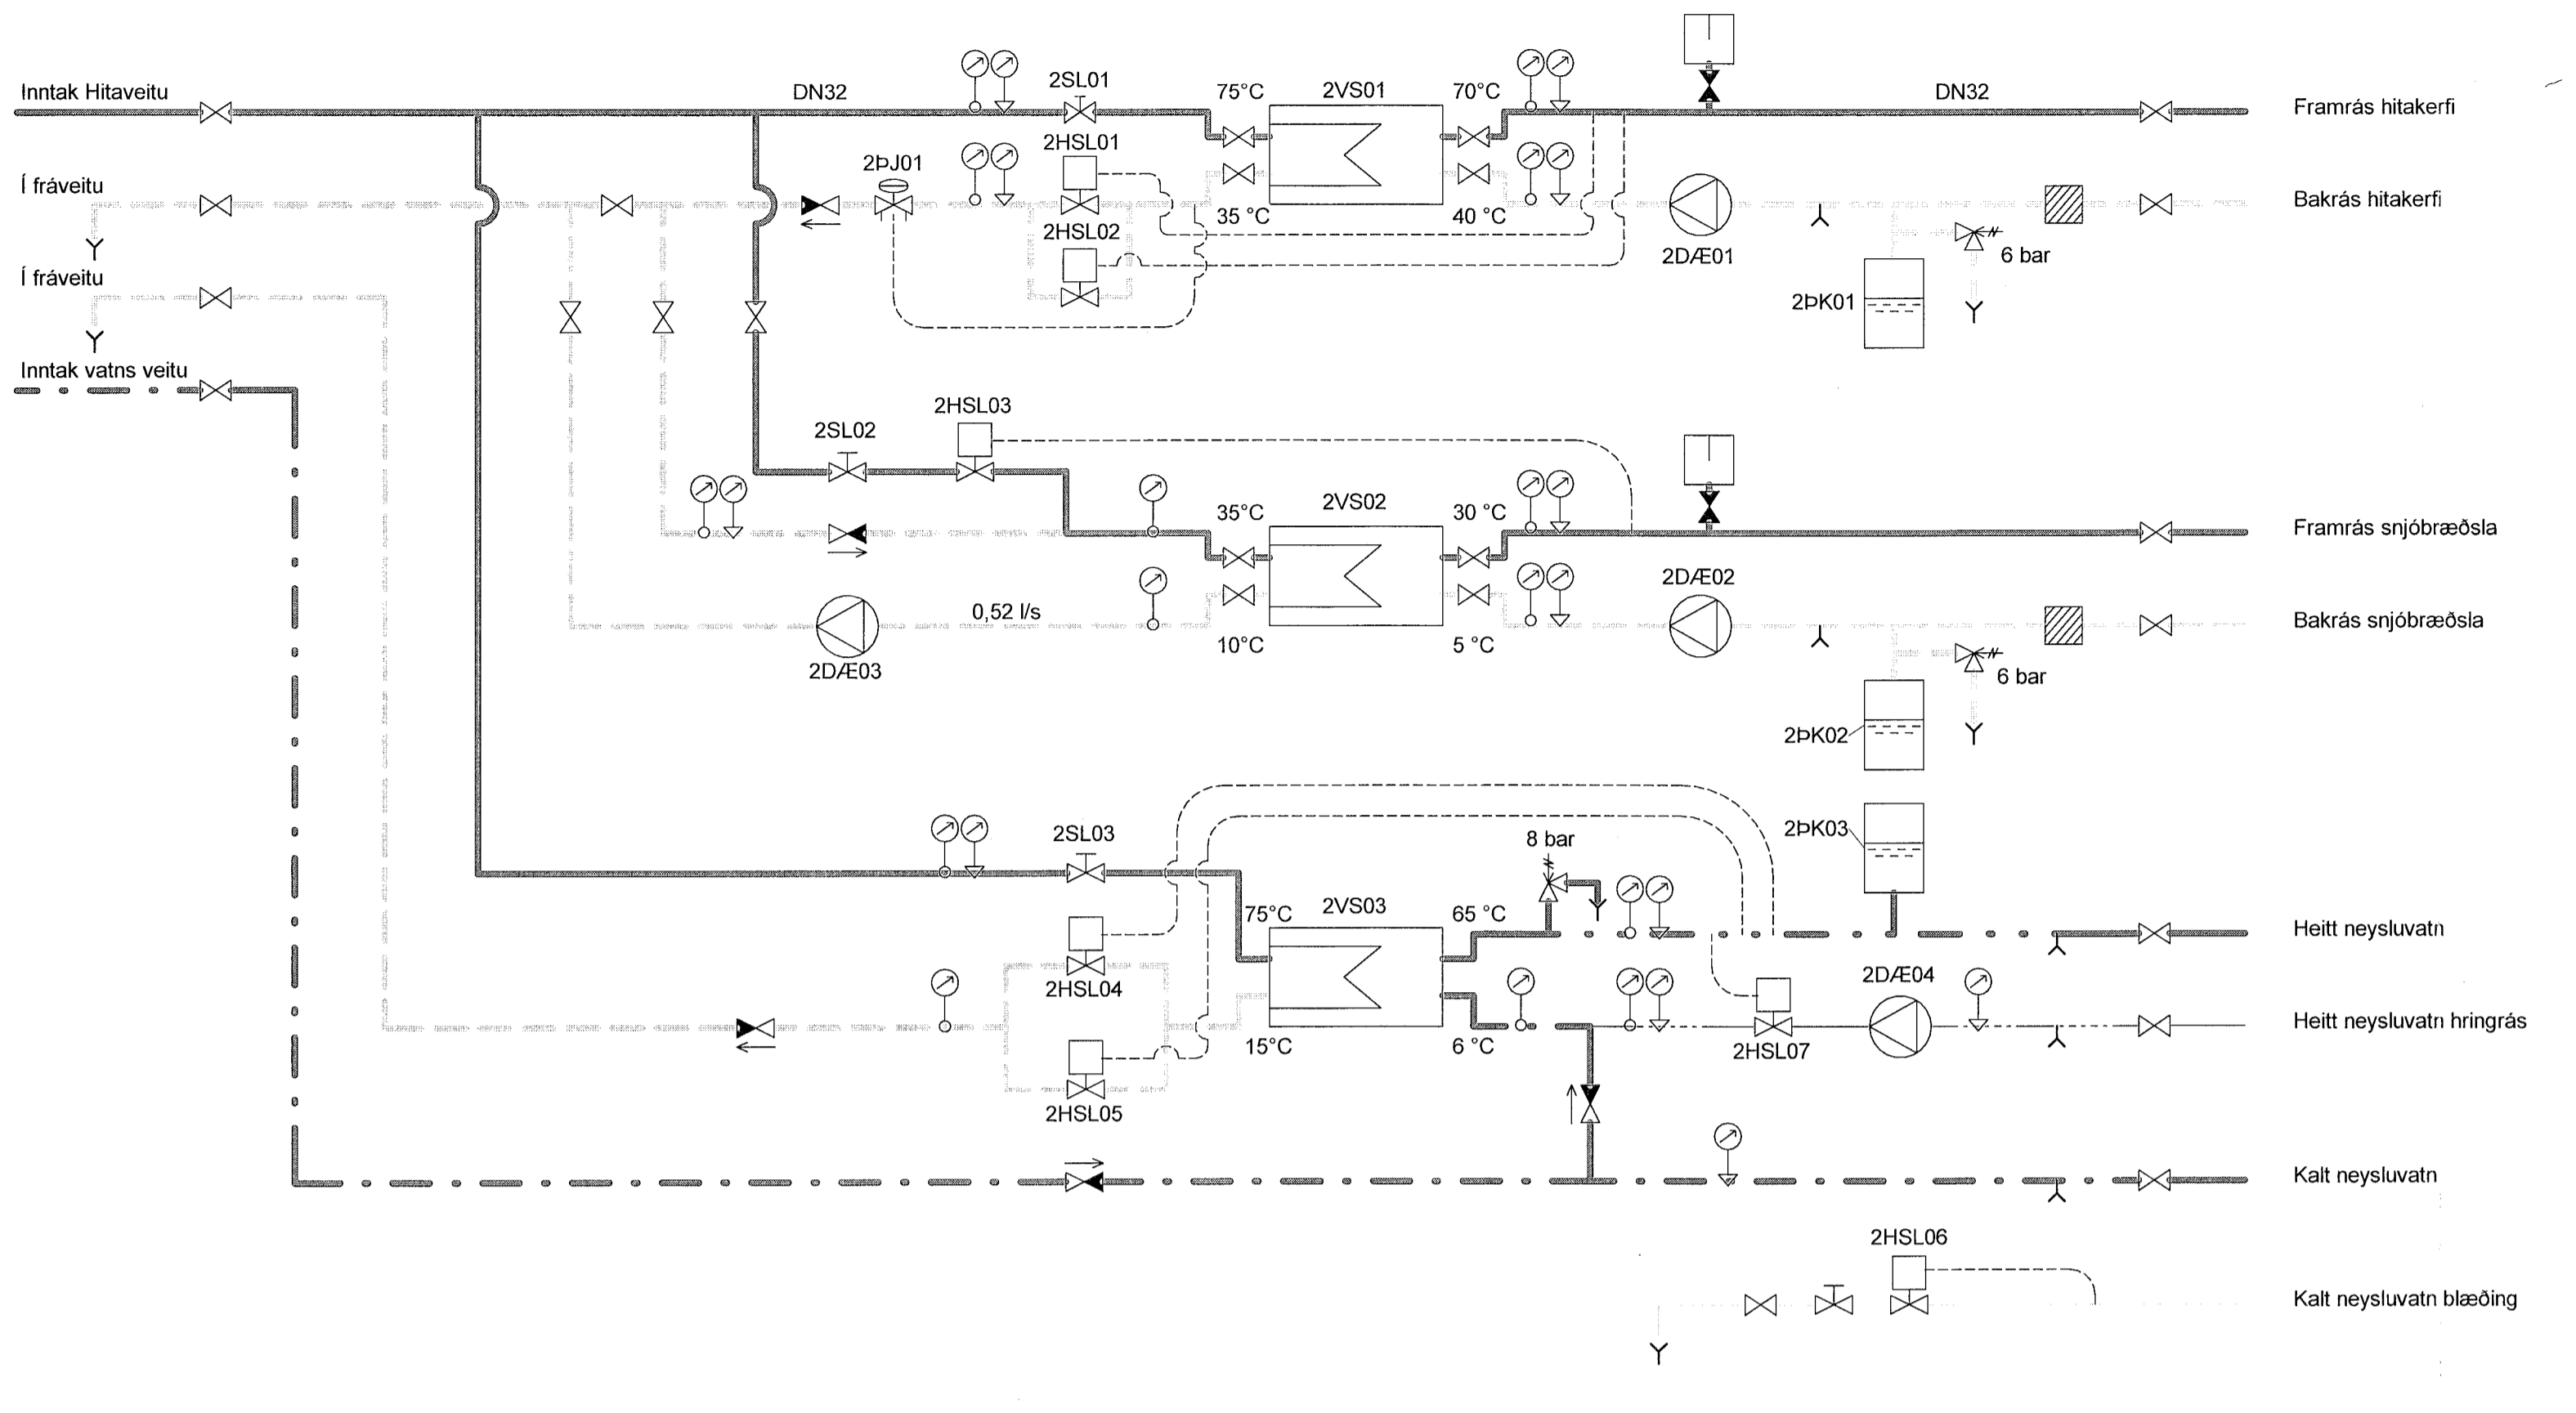 Inntak Hitaveitu
DN32
2SL01
75°C
2VS01
70°C
DN32
Framrás hitakerfi
Í fráveitu
2ÞJ01
2HSL01
Bakrás hitakerfi
35 °C
40 °C
2HSL02
2DÆ01
6 bar
Í fráveitu
2ÞK01
Inntak vatns veitu
2HSL03
2SL02
35°C
2VS02
30 °C
Framrás snjóbræðsla
2DÆ02
0,52 l/s
Bakrás snjóbræðsla
10°C
5 °C
2DÆ03
6 bar
2ÞK02
2SL03
8 bar
2ÞK03
75°C
2VS03
65 °C
Heitt neysluvatn
2HSL04
2DÆ04
Heitt neysluvatn hringrás
15°C
6 °C
2HSL07
2HSL05
Kalt neysluvatn
2HSL06
Kalt neysluvatn blæðing